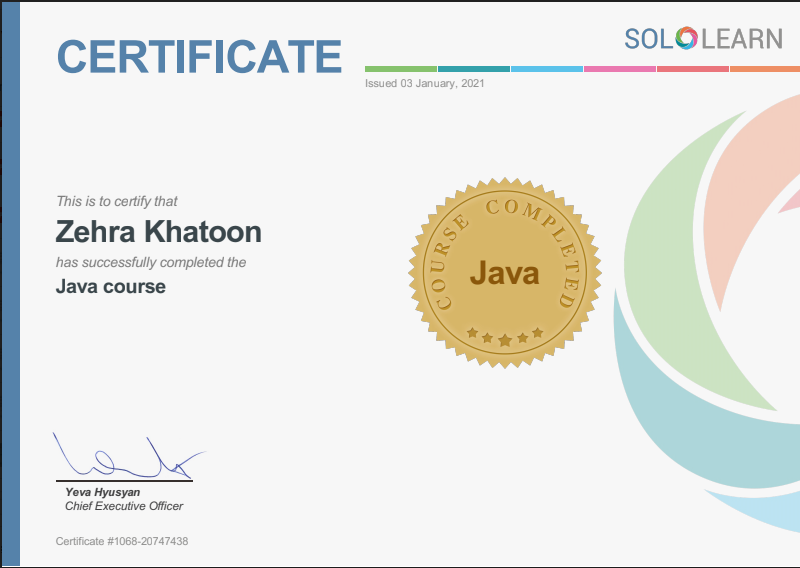 CERTIFICATE
SOLOLEARN
Issued 03 January, 2021
This is to certify that
Zehra Khatoon
has successfully completed the
Java course
COURSE COMPLETED
Java
Yeva Hyusyan
Chief Executive Officer
Certificate #1068-20747438